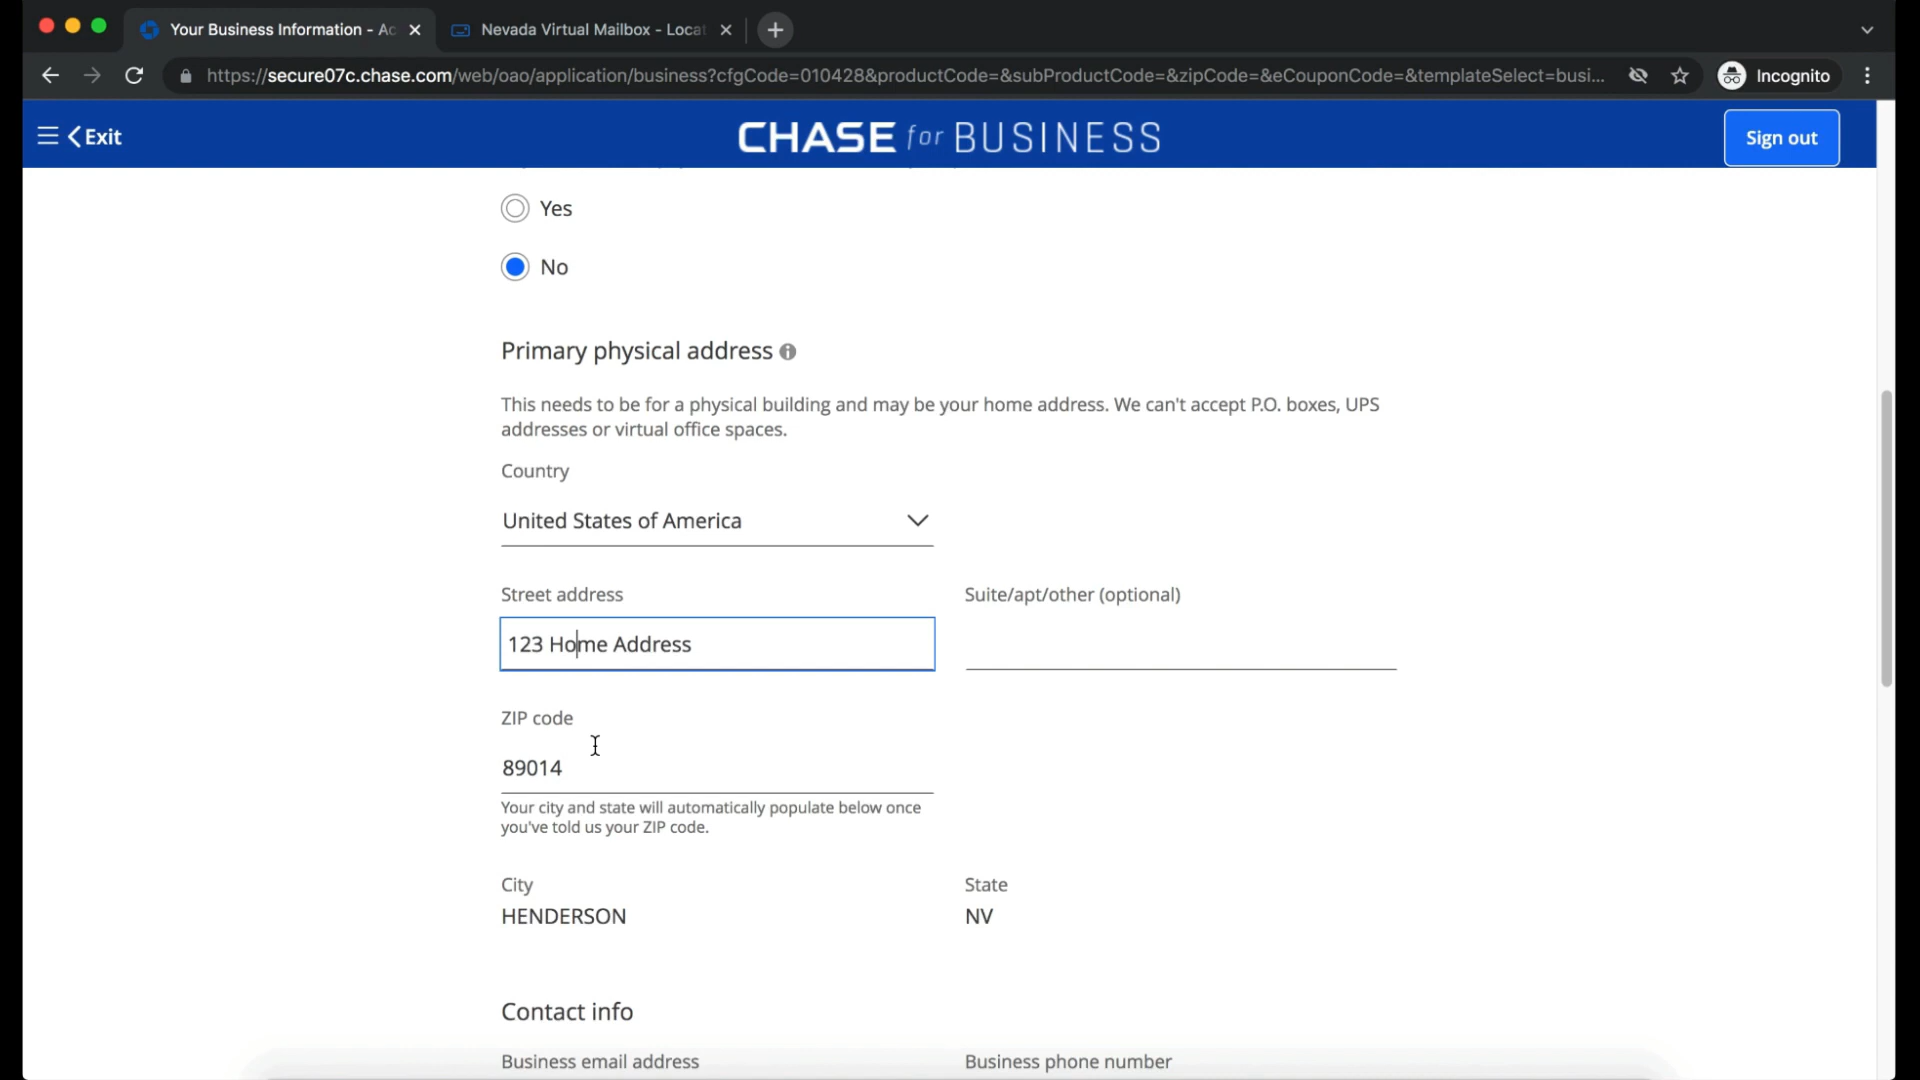 Your Business Information - Ac
Nevada Virtual Mailbox - Locat
https://secure07c.chase.com/web/oao/application/business?cfgCode=010428&productCode=&subProductCode=&zipCode=&eCouponCode=&templateSelect=busi...
Incognito
Exit
CHASE for BUSINESS
Sign out
Yes
No
Primary physical address
This needs to be for a physical building and may be your home address. We can't accept P.O. boxes, UPS
addresses or virtual office spaces.
Country
United States of America
Street address
Suite/apt/other (optional)
123 Home Address
ZIP code
89014
Your city and state will automatically populate below once
you've told us your ZIP code.
City
State
HENDERSON
NV
Contact info
Business email address
Business phone number